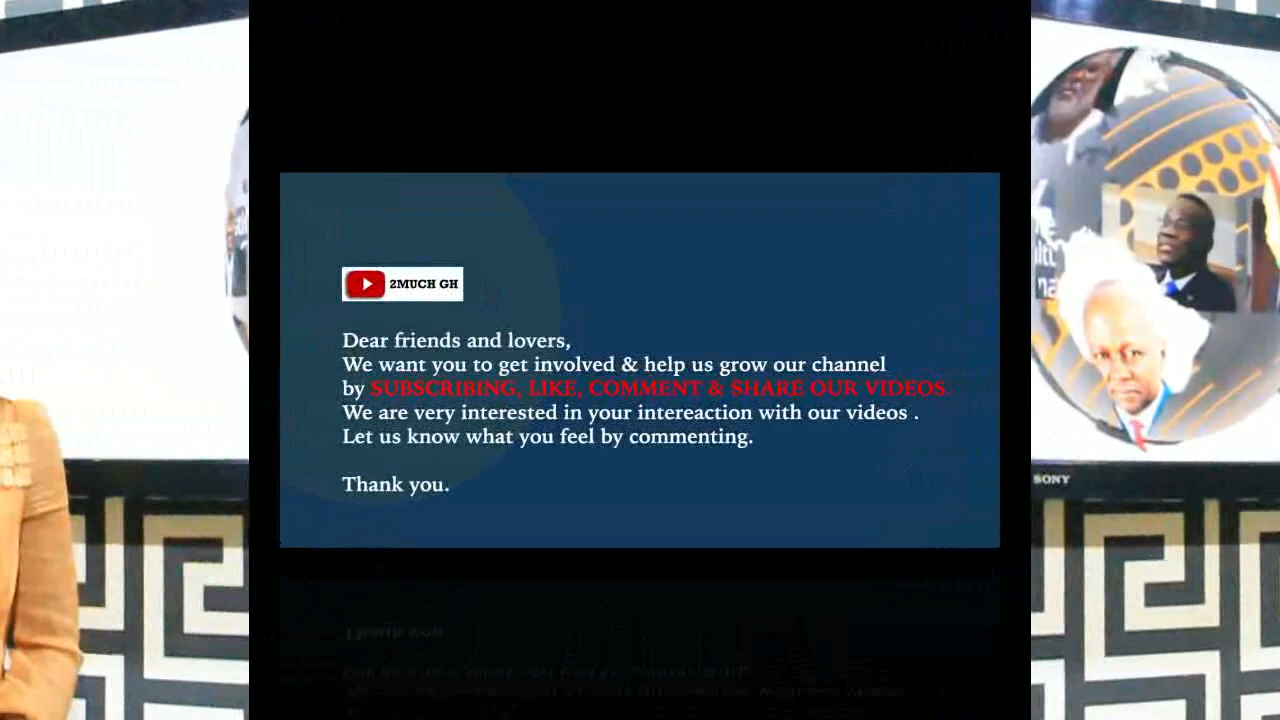 2MUCH GH
Dear friends and lovers,
We want you to get involved & help us grow our channel
by SUBSCRIBING, LIKE, COMMENT & SHARE OUR VIDEOS.
We are very interested in your intereaction with our videos .
Let us know what you feel by commenting.
Thank you.
SONY